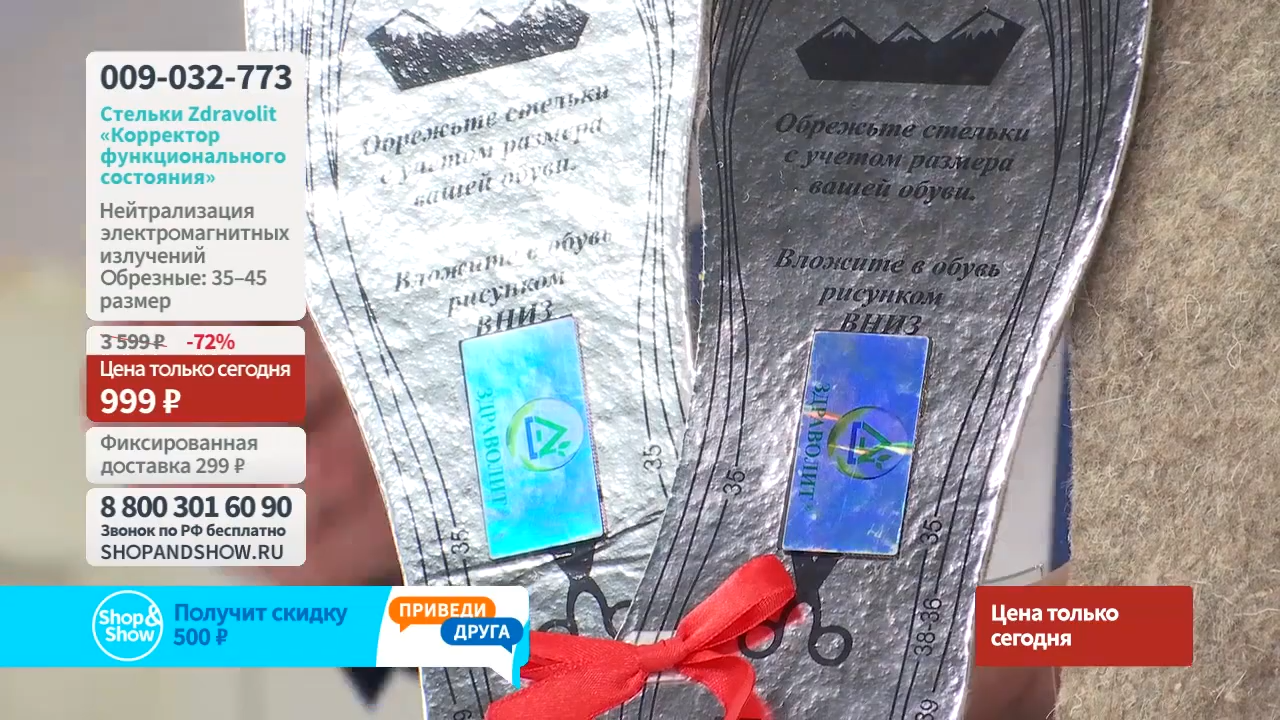 009-032-773
Стельки Zdravolit
«Корректор
функционального
состояния»
Нейтрализация
электромагнитных
излучений
Обрезные: 35–45
размер
3 599 ₽ -72%
Цена только сегодня
999 ₽
Фиксированная
доставка 299 ₽
8 800 301 60 90
Звонок по РФ бесплатно
SHOPANDSHOW.RU
Shop&
Show
Получит скидку
500 ₽
ПРИВЕДИ
ДРУГА
Цена только
сегодня
Обрежьте стельки
с учетом размера
вашей обуви.
Вложите в обувь
рисунком
ВНИЗ
ЗДРАВОЛИТ
35
35
Обрежьте стельки
с учетом размера
вашей обуви.
Вложите в обувь
рисунком
ВНИЗ
ЗДРАВОЛИТ
35
35
38-36
39